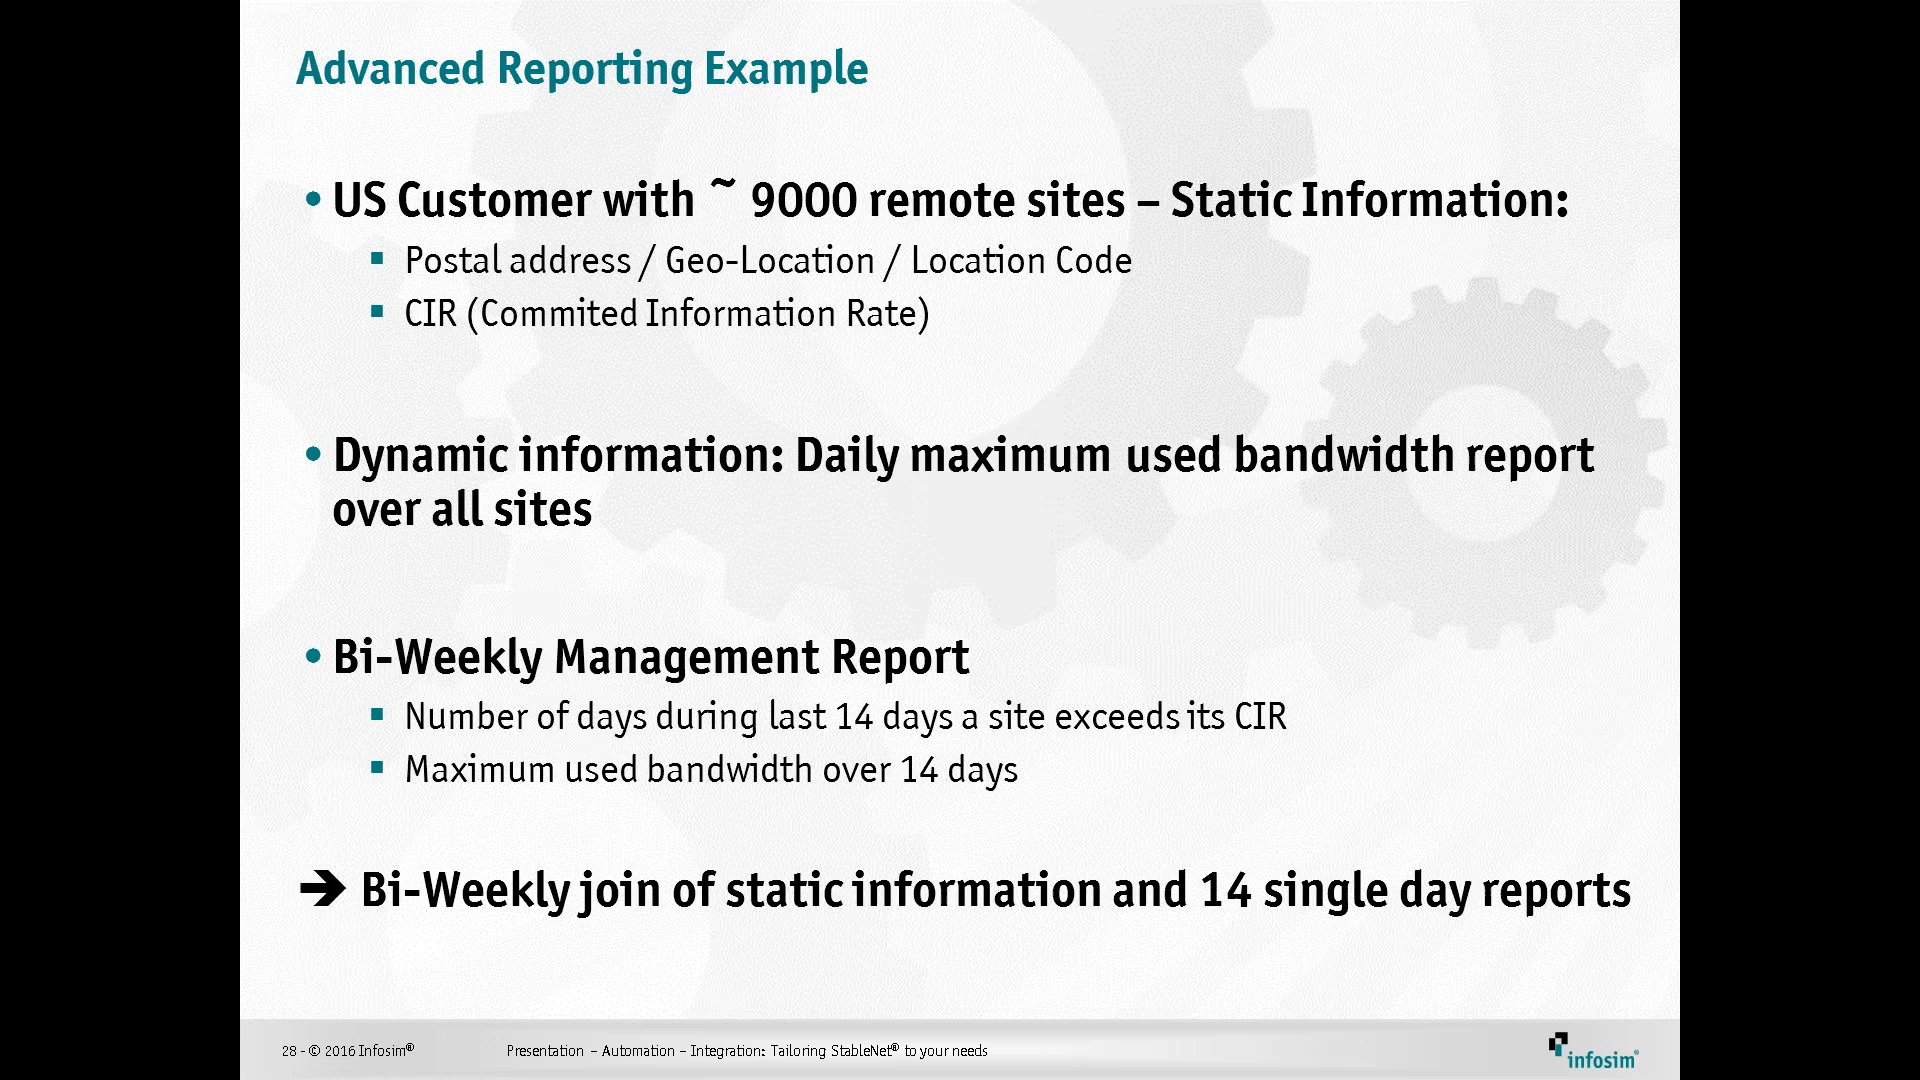 Advanced Reporting Example
• US Customer with ~ 9000 remote sites – Static Information:
▪ Postal address / Geo-Location / Location Code
▪ CIR (Commited Information Rate)
• Dynamic information: Daily maximum used bandwidth report
over all sites
• Bi-Weekly Management Report
▪ Number of days during last 14 days a site exceeds its CIR
▪ Maximum used bandwidth over 14 days
➔ Bi-Weekly join of static information and 14 single day reports
28 - © 2016 Infosim® Presentation – Automation – Integration: Tailoring StableNet® to your needs
infosim®